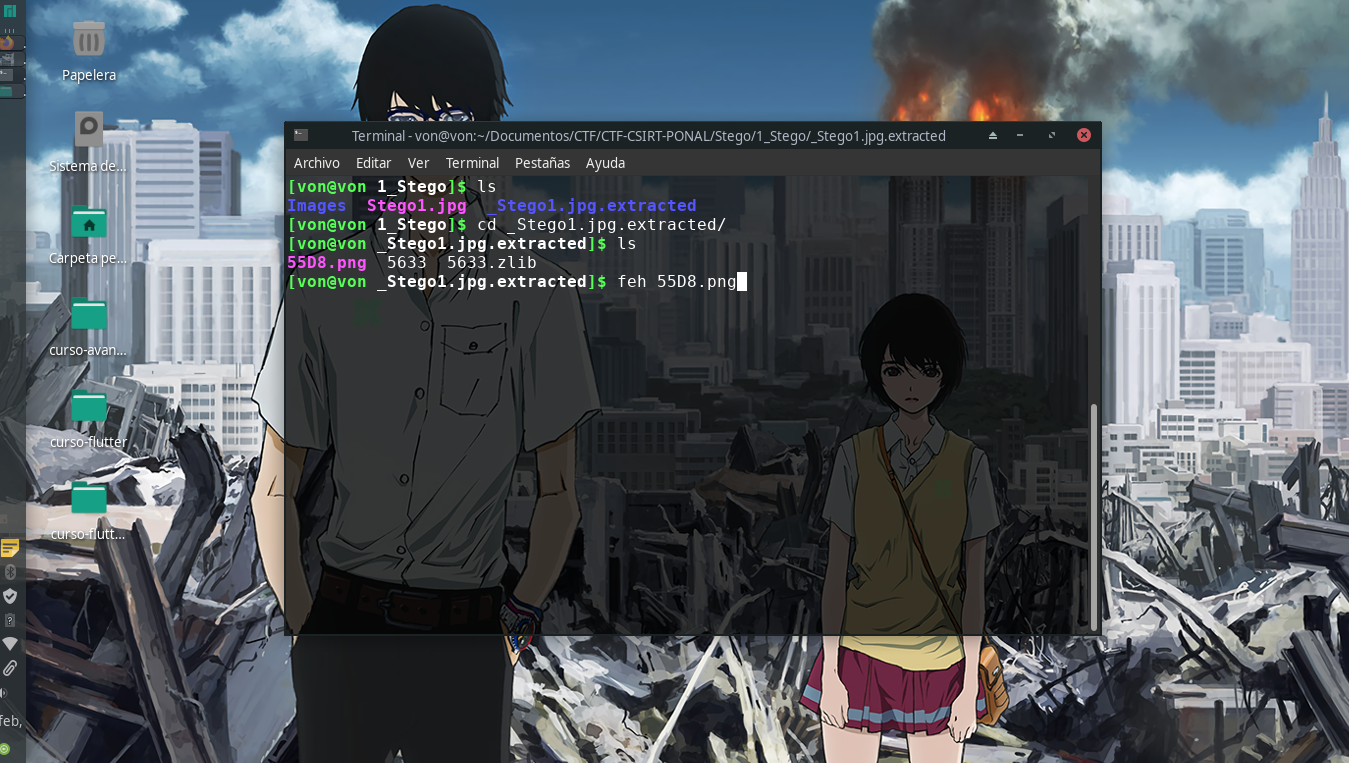 Papelera
Sistema de...
Carpeta pe...
curso-avan...
curso-flutter
curso-flutt...
feb,
Terminal - von@von:~/Documentos/CTF/CTF-CSIRT-PONAL/Stego/1_Stego/_Stego1.jpg.extracted
Archivo Editar Ver Terminal Pestañas Ayuda
[von@von 1_Stego]$ ls
Images Stego1.jpg _Stego1.jpg.extracted
[von@von 1_Stego]$ cd _Stego1.jpg.extracted/
[von@von _Stego1.jpg.extracted]$ ls
55D8.png 5633 5633.zlib
[von@von _Stego1.jpg.extracted]$ feh 55D8.png